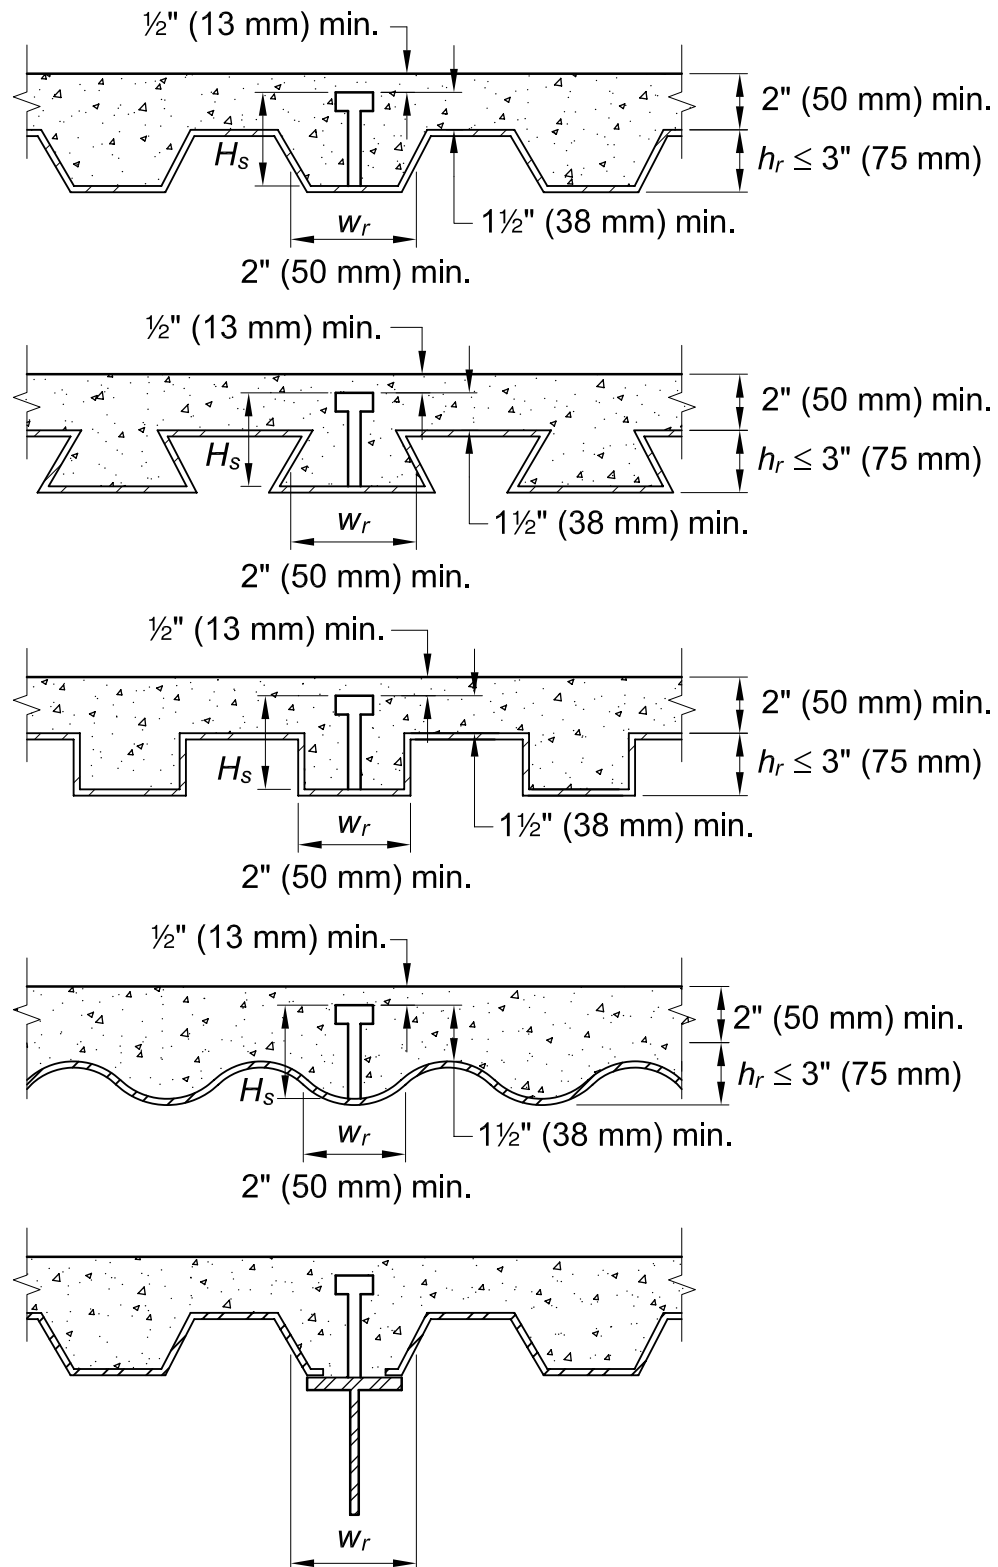 ½" (13 mm) min.
2" (50 mm) min.
Hs
hr ≤ 3" (75 mm)
wr
1½" (38 mm) min.
2" (50 mm) min.
½" (13 mm) min.
2" (50 mm) min.
Hs
hr ≤ 3" (75 mm)
wr
1½" (38 mm) min.
2" (50 mm) min.
½" (13 mm) min.
2" (50 mm) min.
Hs
hr ≤ 3" (75 mm)
wr
1½" (38 mm) min.
2" (50 mm) min.
½" (13 mm) min.
2" (50 mm) min.
Hs
hr ≤ 3" (75 mm)
wr
1½" (38 mm) min.
2" (50 mm) min.
wr